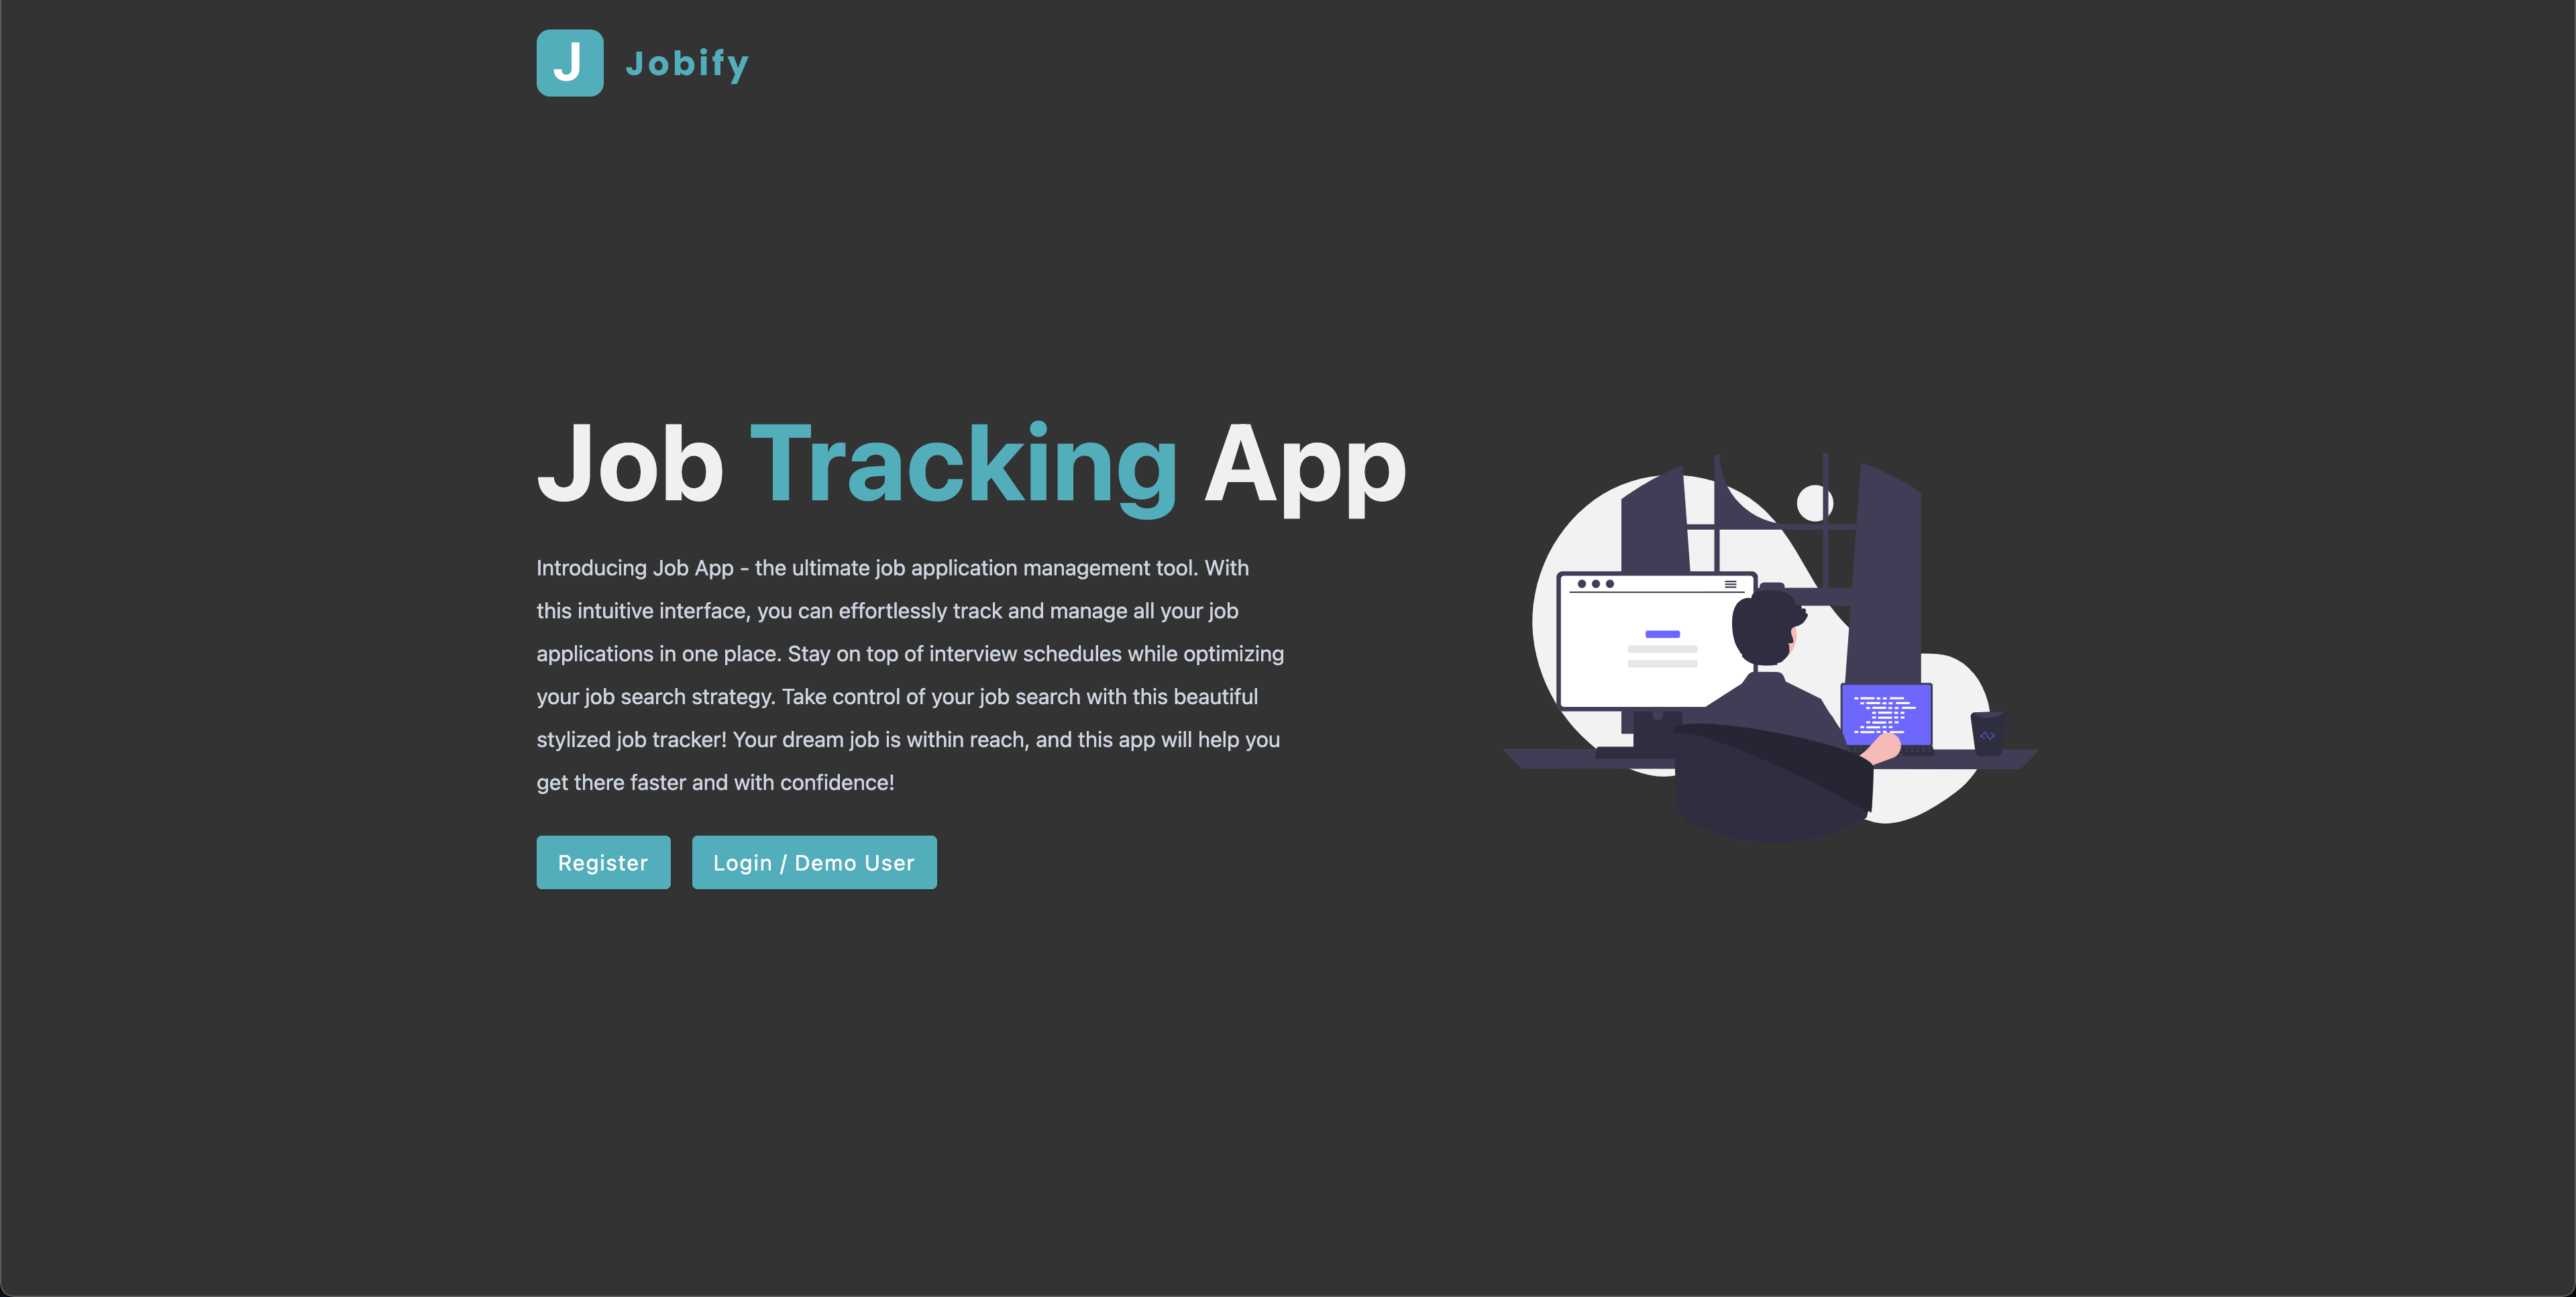 J Jobify
Job Tracking App
Introducing Job App - the ultimate job application management tool. With
this intuitive interface, you can effortlessly track and manage all your job
applications in one place. Stay on top of interview schedules while optimizing
your job search strategy. Take control of your job search with this beautiful
stylized job tracker! Your dream job is within reach, and this app will help you
get there faster and with confidence!
Register Login / Demo User